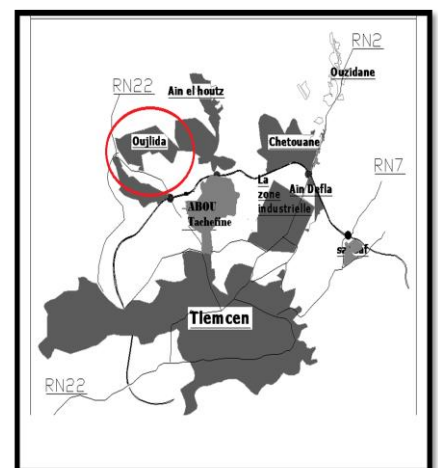 RN2
Ouzidane
RN22
Ain el houtz
Oujlida
Chetouane
RN7
La
zone
industrielle
Ain Defla
ABOU
Tachefine
Tlemcen
RN22